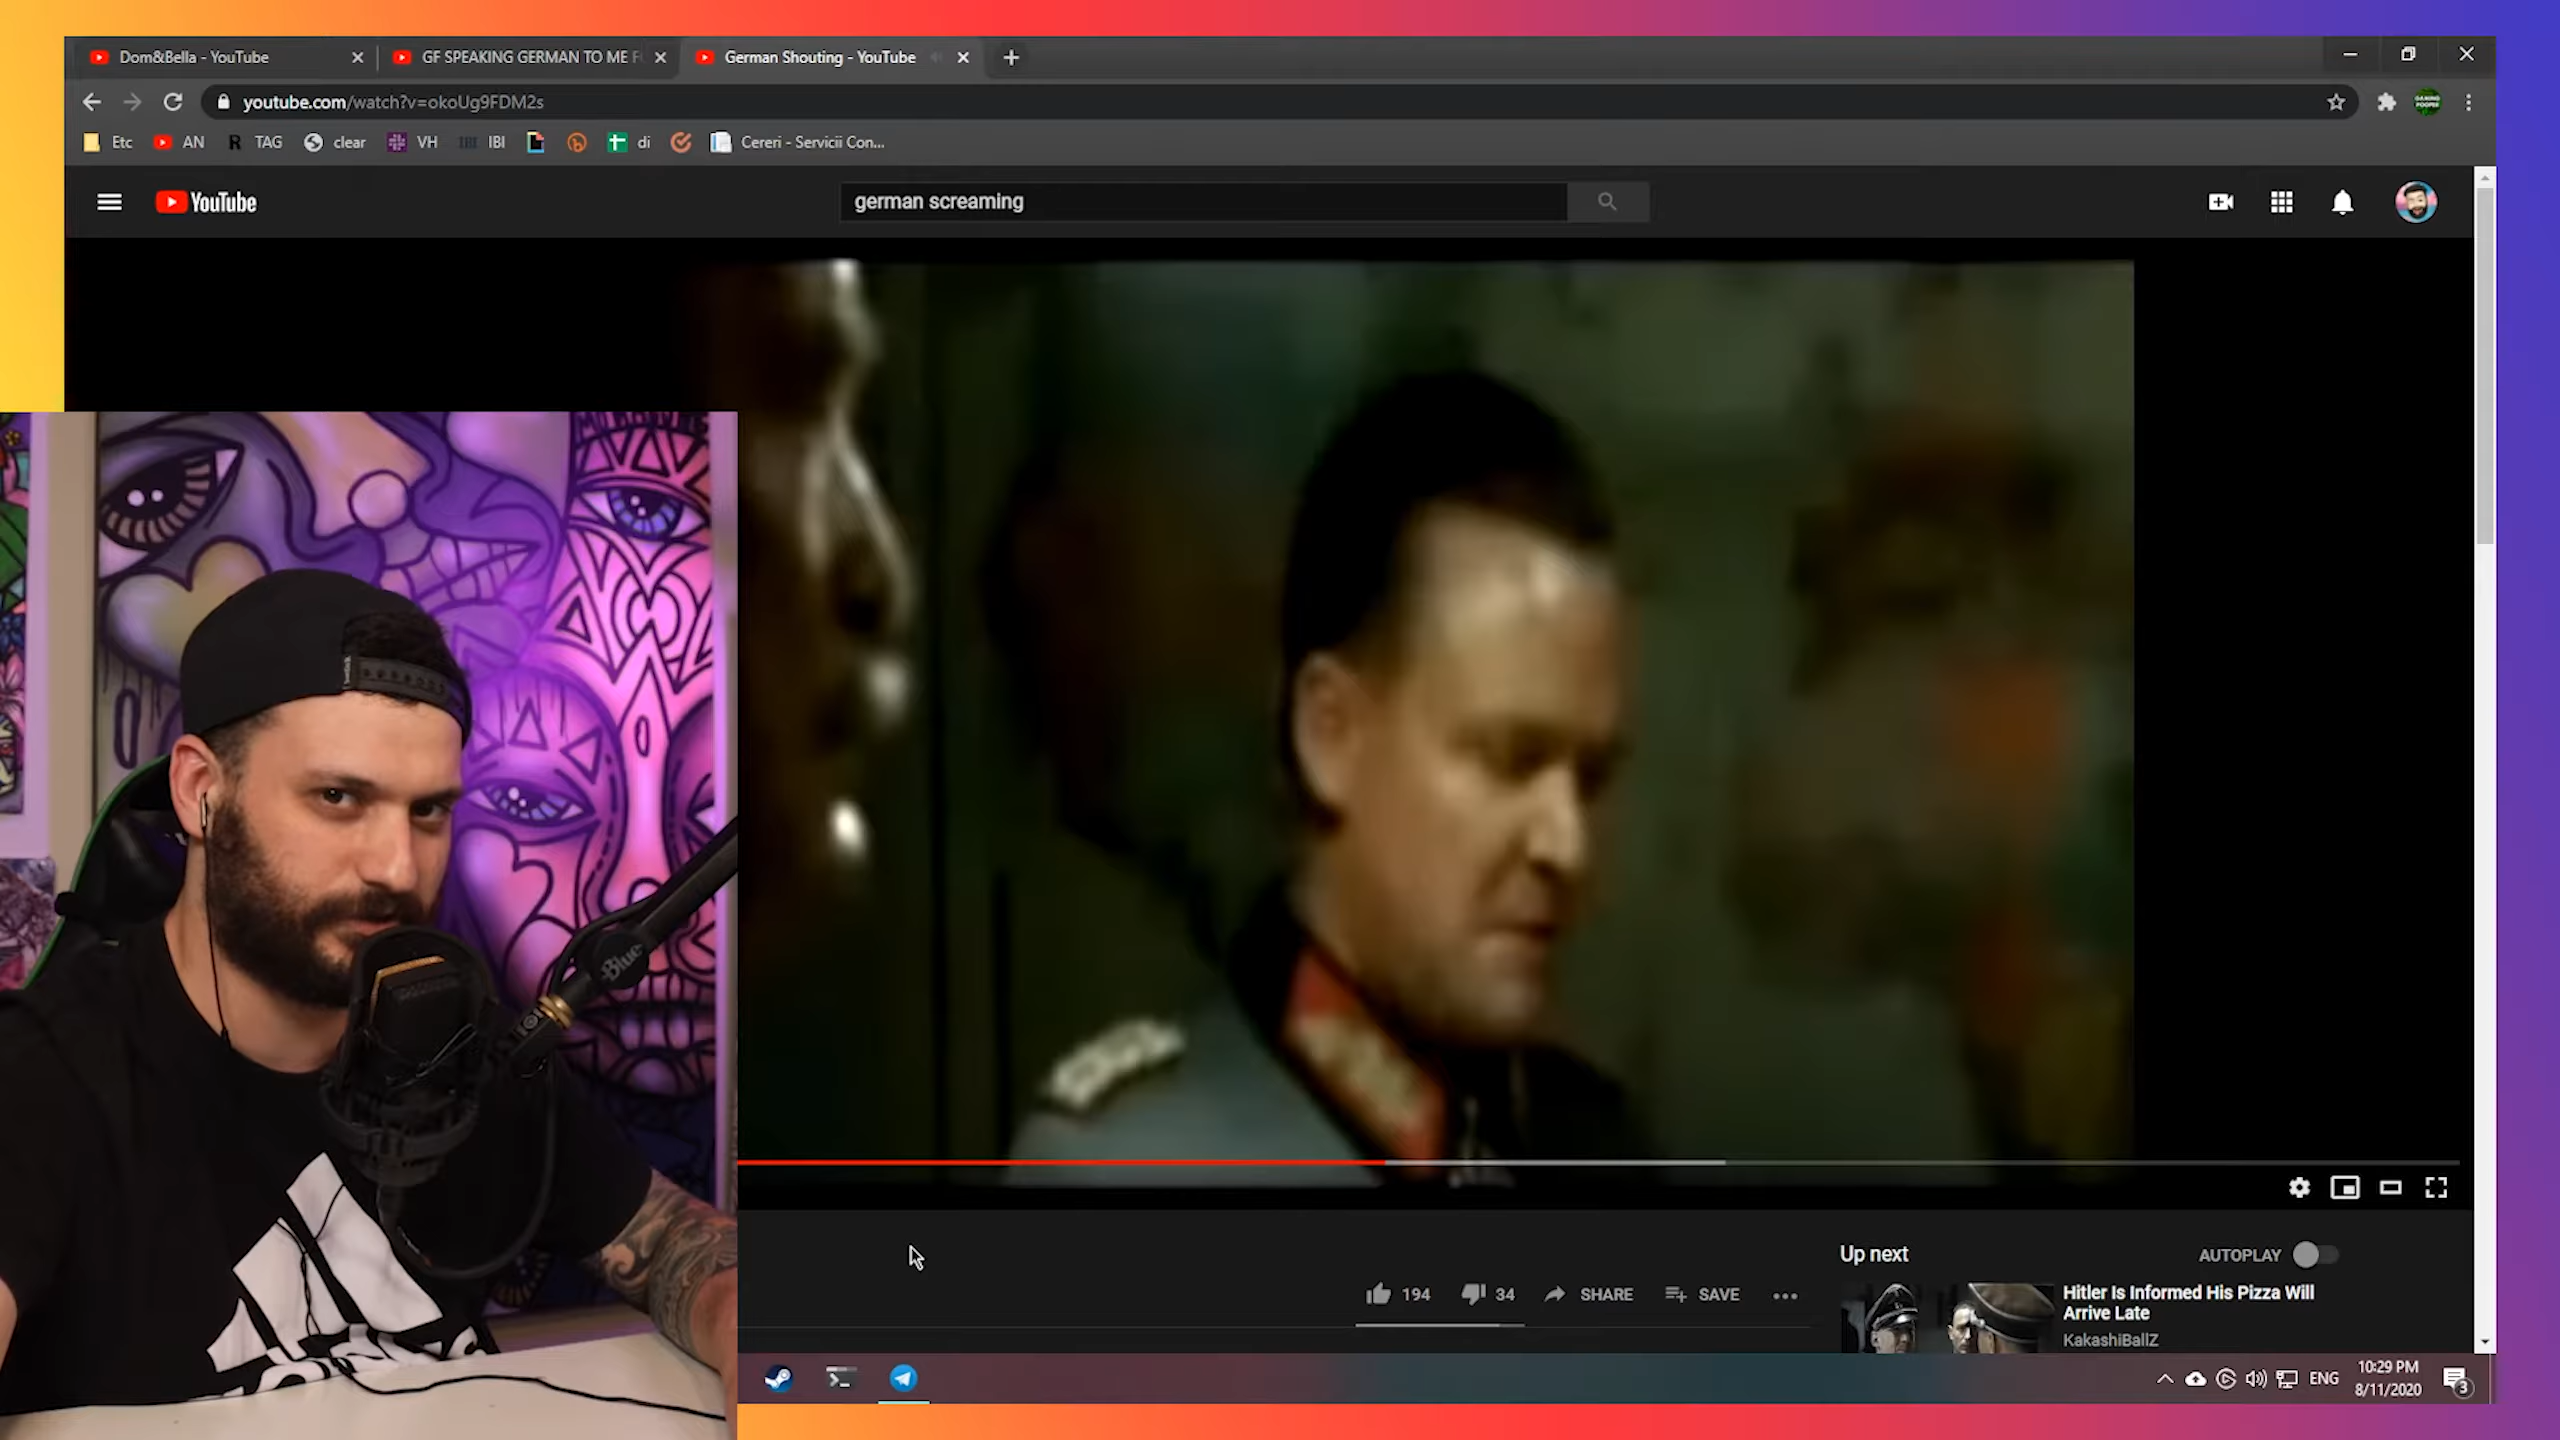 Dom&Bella - YouTube
GF SPEAKING GERMAN TO ME F
German Shouting - YouTube
youtube.com/watch?v=okoUg9FDM2s
Etc
AN
TAG
clear
VH
IBI
di
Cereri - Servicii Con...
YouTube
german screaming
Blue
194
34
SHARE
SAVE
Up next
AUTOPLAY
Hitler Is Informed His Pizza Will
Arrive Late
KakashiBallZ
ENG
10:29 PM
8/11/2020
3